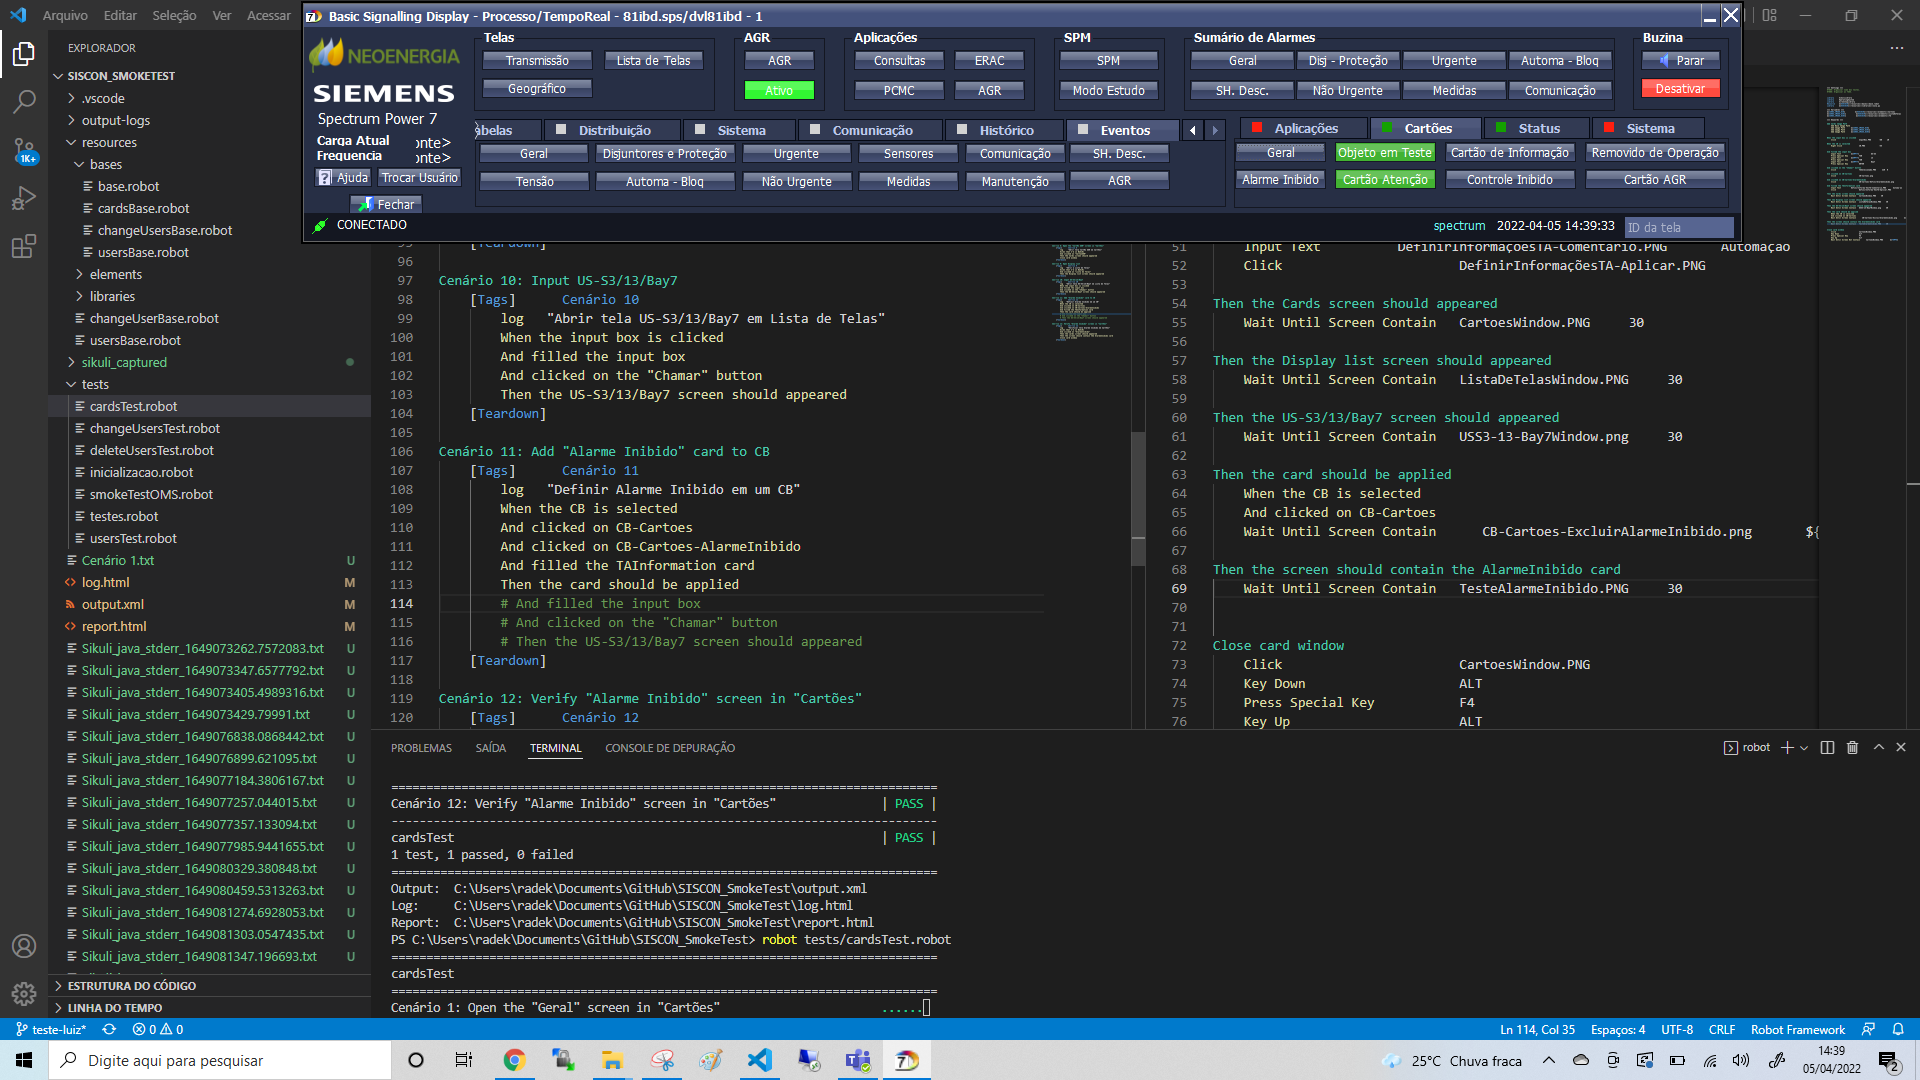 Arquivo Editar Seleção Ver Acessar
Basic Signalling Display - Processo/TempoReal - 81ibd.sps/dvl81ibd - 1
NEOENERGIA
SIEMENS
Spectrum Power 7
Carga Atual onte>
Frequencia onte>
Ajuda Trocar Usuário
Fechar
CONECTADO
Telas
Transmissão Lista de Telas
Geográfico
AGR
AGR
Ativo
Aplicações
Consultas ERAC
PCMC AGR
SPM
SPM
Modo Estudo
Sumário de Alarmes
Geral Disj - Proteção Urgente Automa - Bloq
SH. Desc. Não Urgente Medidas Comunicação
Buzina
Parar
Desativar
abelas Distribuição Sistema Comunicação Histórico Eventos
Geral Disjuntores e Proteção Urgente Sensores Comunicação SH. Desc.
Tensão Automa - Bloq Não Urgente Medidas Manutenção AGR
Aplicações Cartões Status Sistema
Geral Objeto em Teste Cartão de Informação Removido de Operação
Alarme Inibido Cartão Atenção Controle Inibido Cartão AGR
spectrum 2022-04-05 14:39:33 ID da tela
EXPLORADOR
SISCON_SMOKETEST
.vscode
output-logs
resources
bases
base.robot
cardsBase.robot
changeUsersBase.robot
usersBase.robot
elements
libraries
changeUserBase.robot
usersBase.robot
sikuli_captured
tests
cardsTest.robot
changeUsersTest.robot
deleteUsersTest.robot
inicializacao.robot
smokeTestOMS.robot
testes.robot
usersTest.robot
Cenário 1.txt U
log.html M
output.xml M
report.html M
Sikuli_java_stderr_1649073262.7572083.txt U
Sikuli_java_stderr_1649073347.6577792.txt U
Sikuli_java_stderr_1649073405.4989316.txt U
Sikuli_java_stderr_1649073429.79991.txt U
Sikuli_java_stderr_1649076838.0868442.txt U
Sikuli_java_stderr_1649076899.621095.txt U
Sikuli_java_stderr_1649077184.3806167.txt U
Sikuli_java_stderr_1649077257.044015.txt U
Sikuli_java_stderr_1649077357.133094.txt U
Sikuli_java_stderr_1649077985.9441655.txt U
Sikuli_java_stderr_1649080329.380848.txt U
Sikuli_java_stderr_1649080459.5313263.txt U
Sikuli_java_stderr_1649081274.6928053.txt U
Sikuli_java_stderr_1649081303.0547435.txt U
Sikuli_java_stderr_1649081347.196693.txt U
ESTRUTURA DO CÓDIGO
LINHA DO TEMPO
1K+
95 [Teardown]
96
97 Cenário 10: Input US-S3/13/Bay7
98 [Tags] Cenário 10
99 log "Abrir tela US-S3/13/Bay7 em Lista de Telas"
100 When the input box is clicked
101 And filled the input box
102 And clicked on the "Chamar" button
103 Then the US-S3/13/Bay7 screen should appeared
104 [Teardown]
105
106 Cenário 11: Add "Alarme Inibido" card to CB
107 [Tags] Cenário 11
108 log "Definir Alarme Inibido em um CB"
109 When the CB is selected
110 And clicked on CB-Cartoes
111 And clicked on CB-Cartoes-AlarmeInibido
112 And filled the TAInformation card
113 Then the card should be applied
114 # And filled the input box
115 # And clicked on the "Chamar" button
116 # Then the US-S3/13/Bay7 screen should appeared
117 [Teardown]
118
119 Cenário 12: Verify "Alarme Inibido" screen in "Cartões"
120 [Tags] Cenário 12
51 Input Text DefinirInformaçõesTA-Comentario.PNG Automação
52 Click DefinirInformaçõesTA-Aplicar.PNG
53
54 Then the Cards screen should appeared
55 Wait Until Screen Contain CartoesWindow.PNG 30
56
57 Then the Display list screen should appeared
58 Wait Until Screen Contain ListaDeTelasWindow.PNG 30
59
60 Then the US-S3/13/Bay7 screen should appeared
61 Wait Until Screen Contain USS3-13-Bay7Window.png 30
62
63 Then the card should be applied
64 When the CB is selected
65 And clicked on CB-Cartoes
66 Wait Until Screen Contain CB-Cartoes-ExcluirAlarmeInibido.png ${
67
68 Then the screen should contain the AlarmeInibido card
69 Wait Until Screen Contain TesteAlarmeInibido.PNG 30
70
71
72 Close card window
73 Click CartoesWindow.PNG
74 Key Down ALT
75 Press Special Key F4
76 Key Up ALT
PROBLEMAS SAÍDA TERMINAL CONSOLE DE DEPURAÇÃO
robot
==============================================================================
Cenário 12: Verify "Alarme Inibido" screen in "Cartões" | PASS |
------------------------------------------------------------------------------
cardsTest | PASS |
1 test, 1 passed, 0 failed
==============================================================================
Output: C:\Users\radek\Documents\GitHub\SISCON_SmokeTest\output.xml
Log: C:\Users\radek\Documents\GitHub\SISCON_SmokeTest\log.html
Report: C:\Users\radek\Documents\GitHub\SISCON_SmokeTest\report.html
PS C:\Users\radek\Documents\GitHub\SISCON_SmokeTest> robot tests/cardsTest.robot
==============================================================================
cardsTest
==============================================================================
Cenário 1: Open the "Geral" screen in "Cartões" ......
teste-luiz* 0 0
Ln 114, Col 35 Espaços: 4 UTF-8 CRLF Robot Framework
Digite aqui para pesquisar
25°C Chuva fraca
14:39
05/04/2022
2